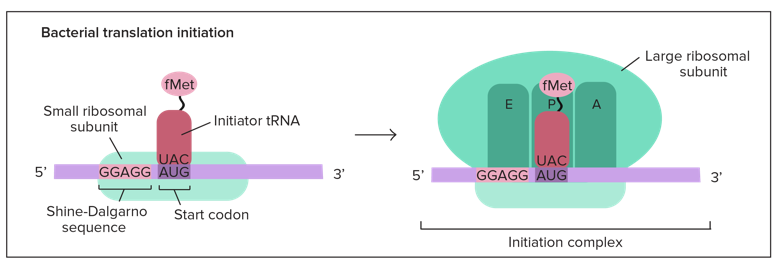 Bacterial translation initiation
fMet
Small ribosomal
subunit
Initiator tRNA
UAC
5’ GGAGG AUG 3’
Shine-Dalgarno
sequence
Start codon
Large ribosomal
subunit
fMet
E P A
UAC
5’ GGAGG AUG 3’
Initiation complex